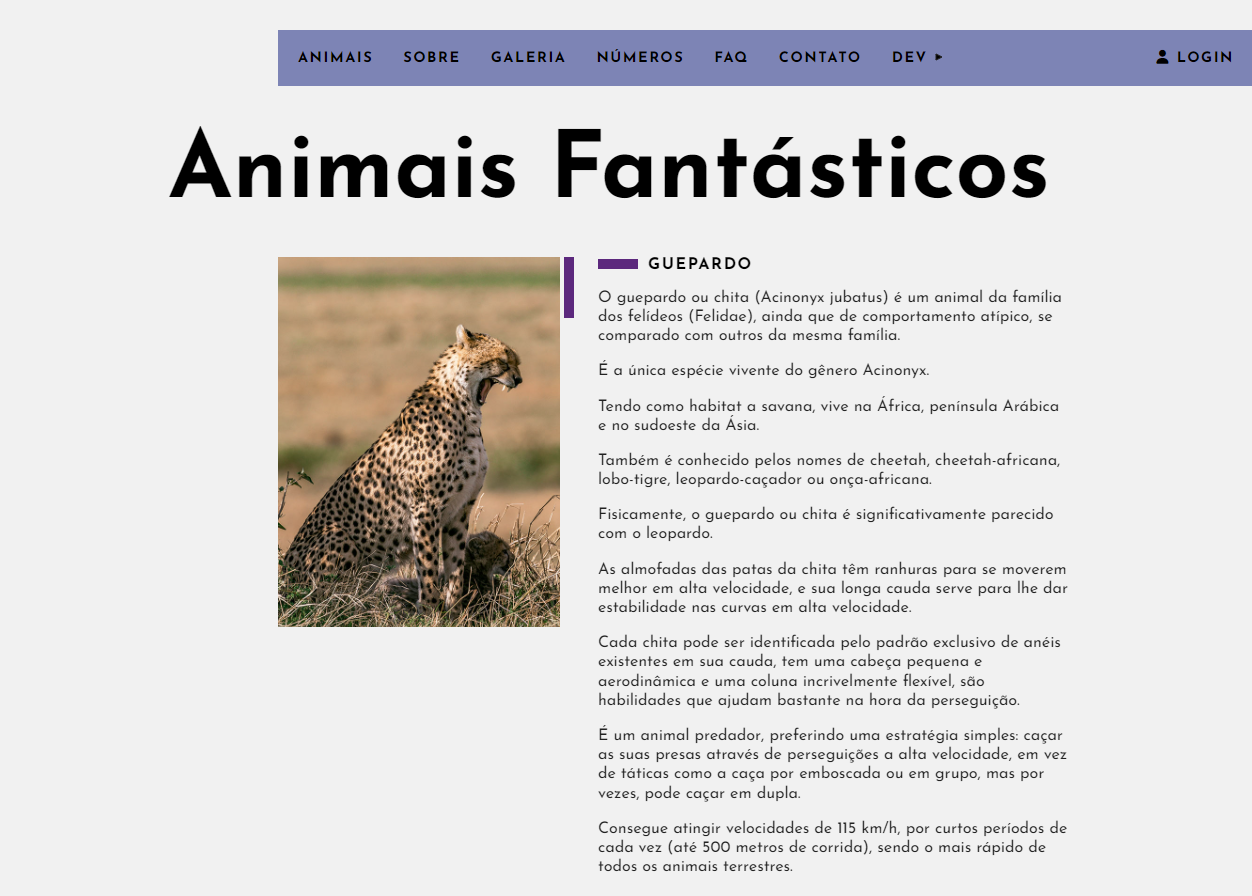 ANIMAIS SOBRE GALERIA NÚMEROS FAQ CONTATO DEV LOGIN
Animais Fantásticos
GUEPARDO
O guepardo ou chita (Acinonyx jubatus) é um animal da família
dos felídeos (Felidae), ainda que de comportamento atípico, se
comparado com outros da mesma família.
É a única espécie vivente do gênero Acinonyx.
Tendo como habitat a savana, vive na África, península Arábica
e no sudoeste da Ásia.
Também é conhecido pelos nomes de cheetah, cheetah-africana,
lobo-tigre, leopardo-caçador ou onça-africana.
Fisicamente, o guepardo ou chita é significativamente parecido
com o leopardo.
As almofadas das patas da chita têm ranhuras para se moverem
melhor em alta velocidade, e sua longa cauda serve para lhe dar
estabilidade nas curvas em alta velocidade.
Cada chita pode ser identificada pelo padrão exclusivo de anéis
existentes em sua cauda, tem uma cabeça pequena e
aerodinâmica e uma coluna incrivelmente flexível, são
habilidades que ajudam bastante na hora da perseguição.
É um animal predador, preferindo uma estratégia simples: caçar
as suas presas através de perseguições a alta velocidade, em vez
de táticas como a caça por emboscada ou em grupo, mas por
vezes, pode caçar em dupla.
Consegue atingir velocidades de 115 km/h, por curtos períodos de
cada vez (até 500 metros de corrida), sendo o mais rápido de
todos os animais terrestres.